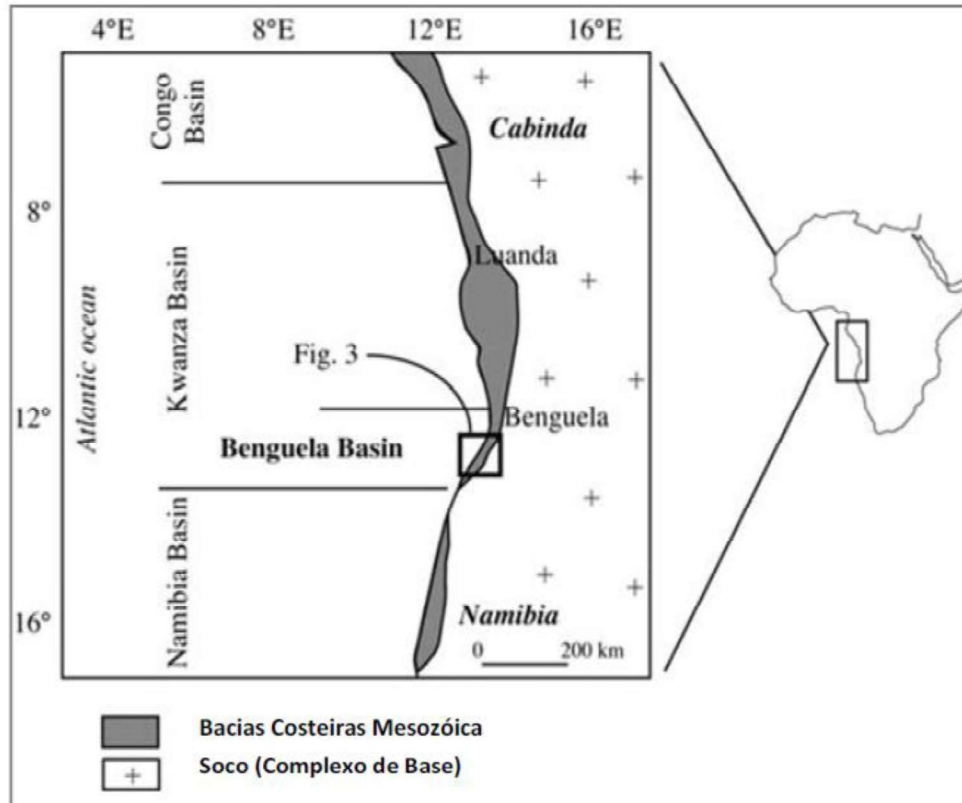 4°E 8°E 12°E 16°E
Congo
Basin
Cabinda
8°
Luanda
Atlantic ocean
Kwanza Basin
Fig. 3
12°
Benguela
Benguela Basin
Namibia Basin
16°
Namibia
0 200 km
Bacias Costeiras Mesozóica
Soco (Complexo de Base)